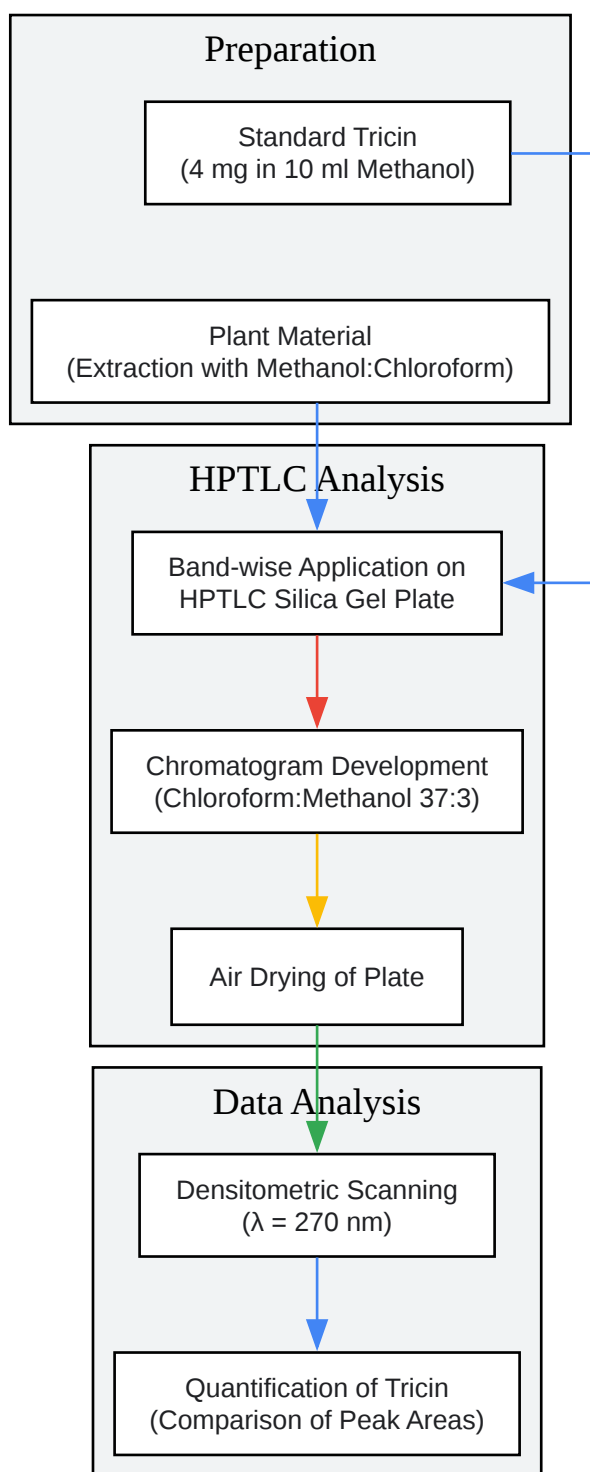 Preparation
Standard Tricin
(4 mg in 10 ml Methanol)
Plant Material
(Extraction with Methanol:Chloroform)
HPTLC Analysis
Band-wise Application on
HPTLC Silica Gel Plate
Chromatogram Development
(Chloroform:Methanol 37:3)
Air Drying of Plate
Data Analysis
Densitometric Scanning
(λ = 270 nm)
Quantification of Tricin
(Comparison of Peak Areas)